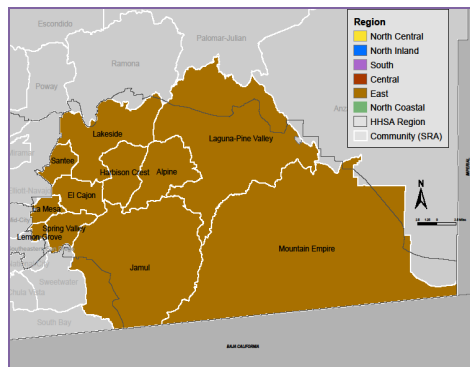 Escondido
Palomar-Julian
Ramona
Poway
Region
North Central
North Inland
South
Central
East
North Coastal
HHSA Region
Community (SRA)
Lakeside
Laguna-Pine Valley
Santee
Harbison Crest
Alpine
El Cajon
La Mesa
Spring Valley
Lemon Grove
Jamul
Mountain Empire
N
Sweetwater
Chula Vista
South Bay
BAJA CALIFORNIA